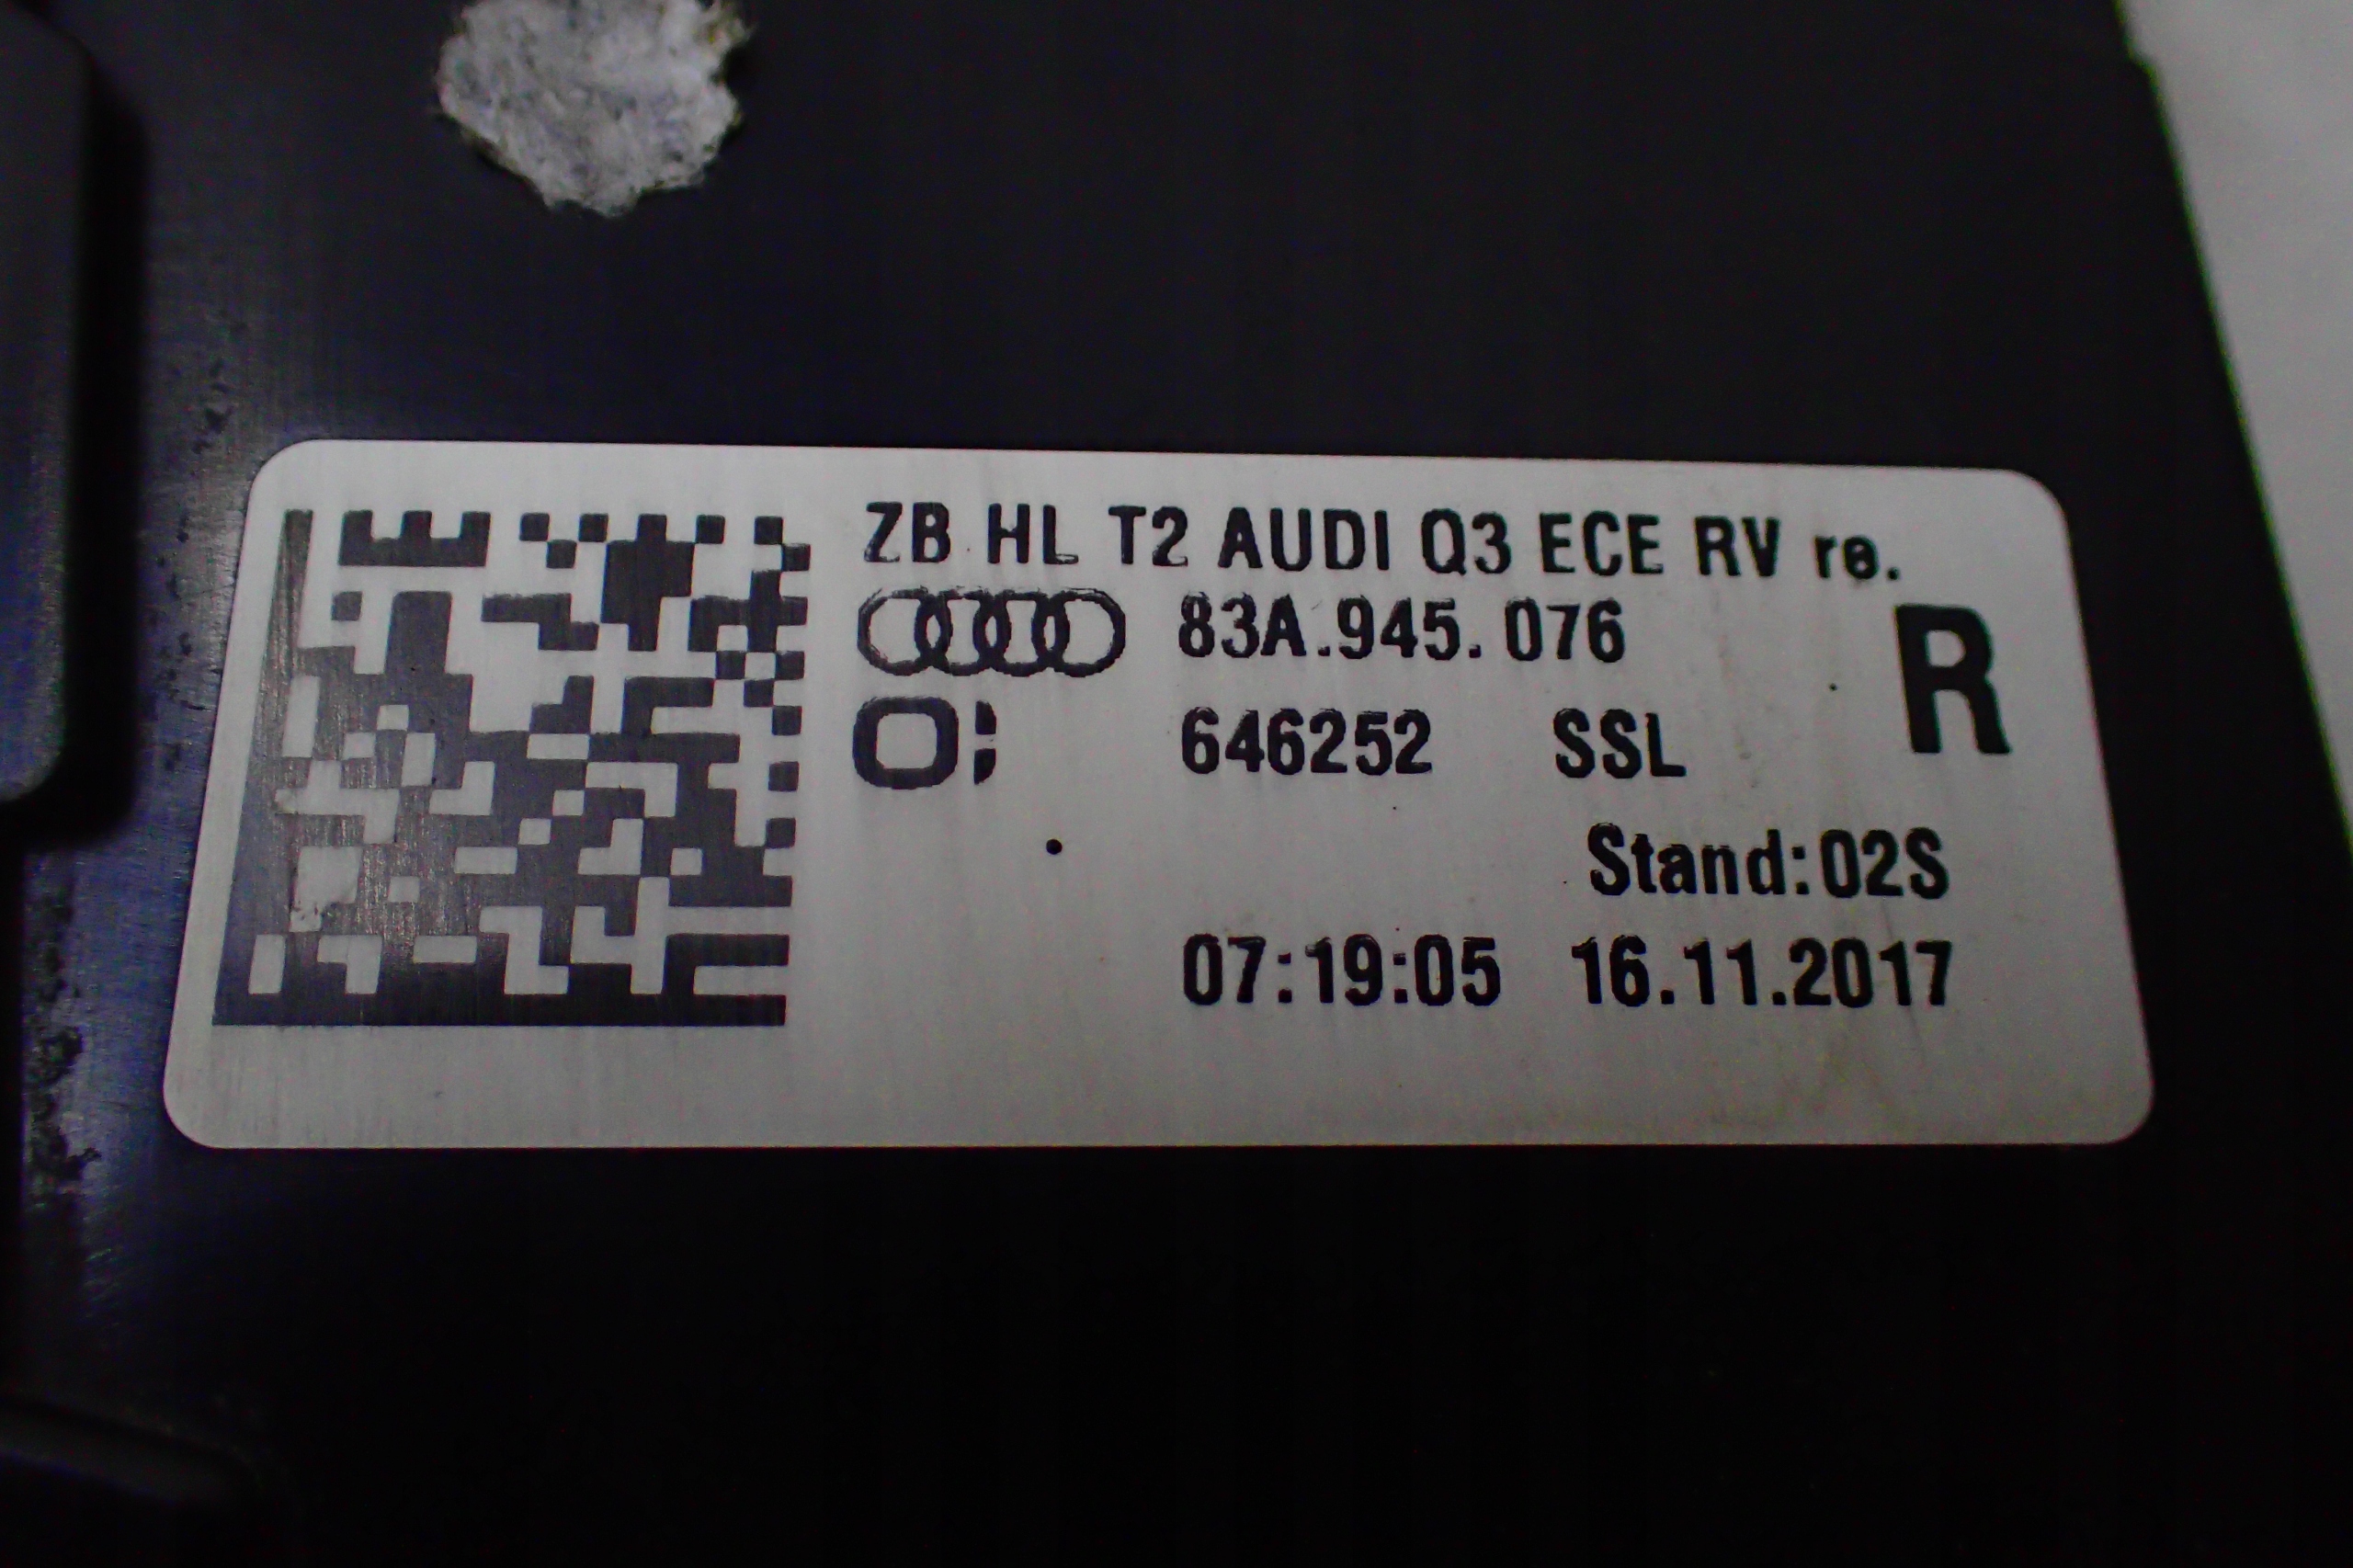 ZB HL T2 AUDI Q3 ECE RV re.
83A.945.076
R
646252 SSL
Stand:02S
07:19:05 16.11.2017